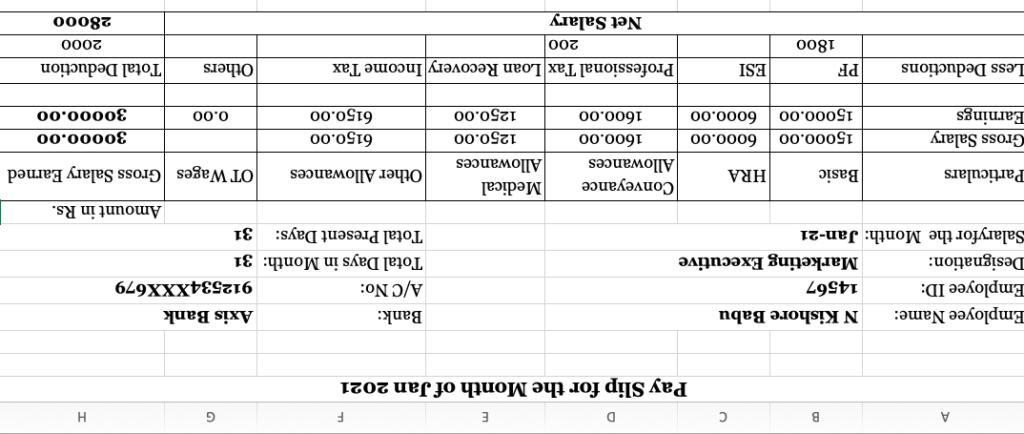 A B C D E F G H
Pay Slip for the Month of Jan 2021
Employee Name: N Kishore Babu Bank: Axis Bank
Employee ID: 14567 A/C No: 912534XXXX679
Designation: Marketing Executive Total Days in Month: 31
Salaryfor the Month: Jan-21 Total Present Days: 31
Amount in Rs.
Particulars Basic HRA Conveyance Allowances Medical Allowances Other Allowances OT Wages Gross Salary Earned
Gross Salary 15000.00 6000.00 1600.00 1250.00 6150.00 30000.00
Earnings 15000.00 6000.00 1600.00 1250.00 6150.00 0.00 30000.00
Less Deductions PF ESI Professional Tax Loan Recovery Income Tax Others Total Deduction
1800 200 2000
Net Salary 28000